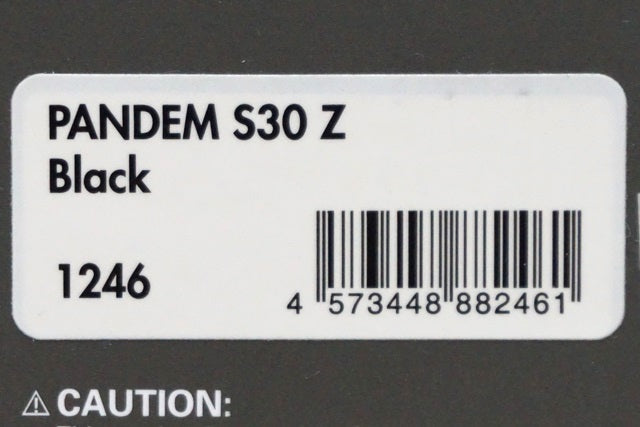 PANDEM S30 Z
Black
1246
4 573448 882461
⚠ CAUTION: